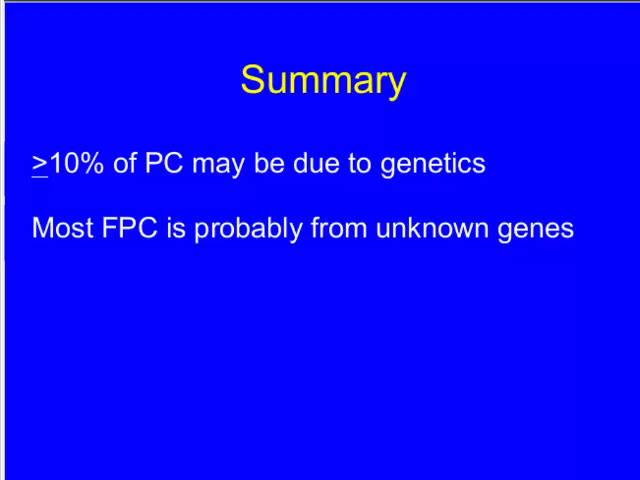 Summary
≥10% of PC may be due to genetics
Most FPC is probably from unknown genes